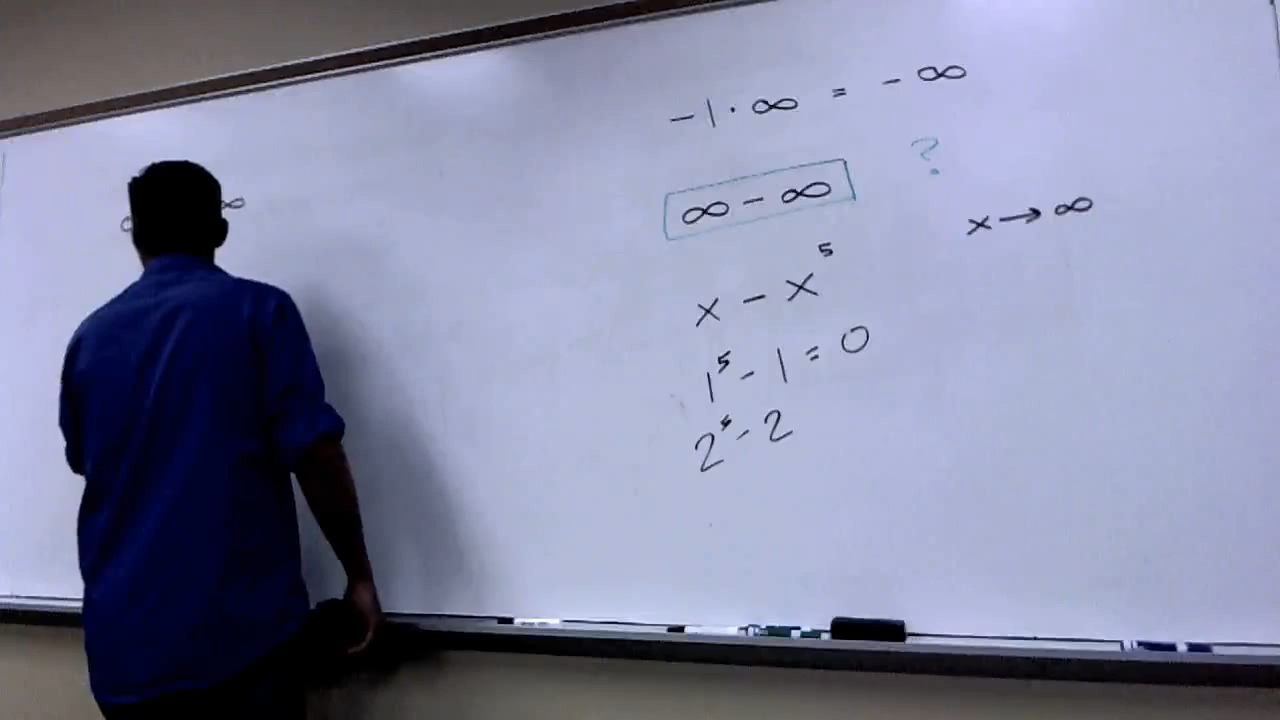 -1·∞ = -∞
∞ - ∞ ?
x → ∞
x - x⁵
1⁵ - 1 = 0
2⁵ - 2
∞